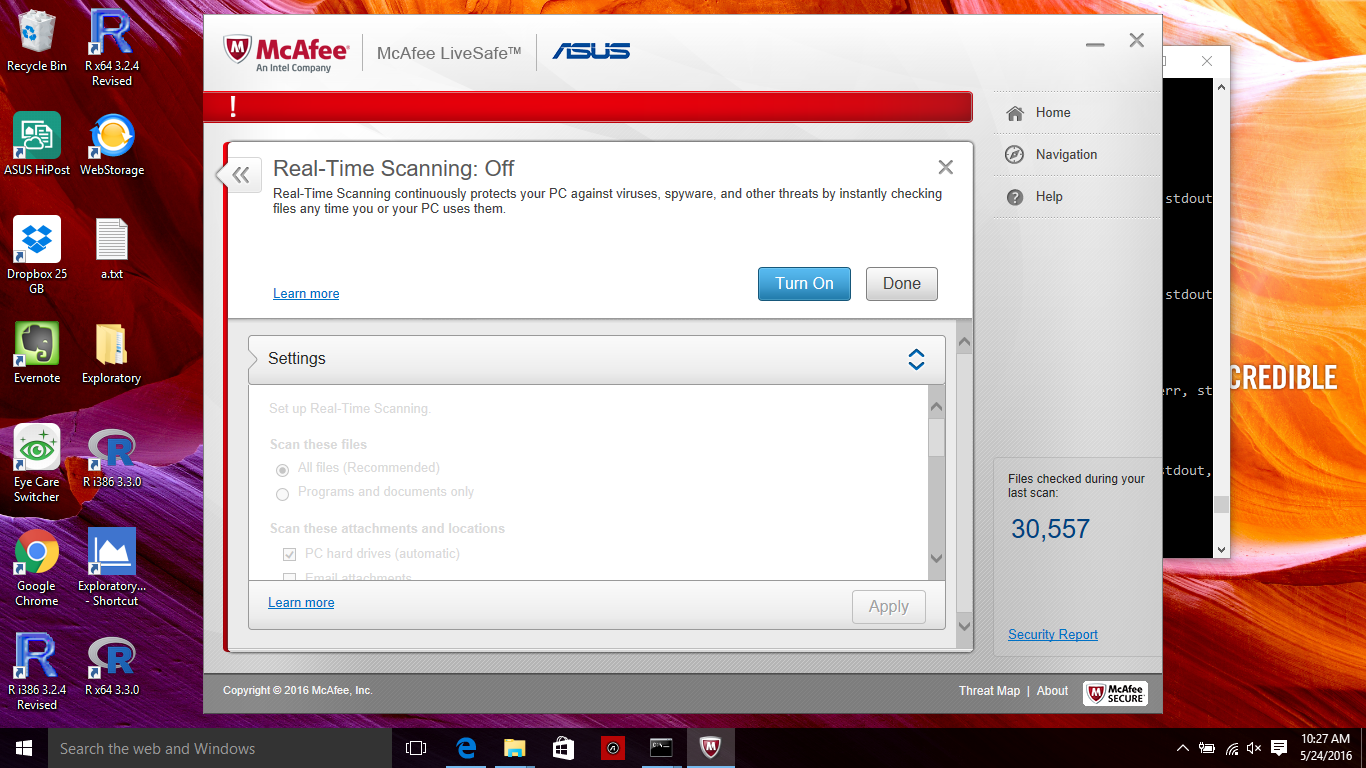 Recycle Bin
R x64 3.2.4
Revised
ASUS HiPost
WebStorage
Dropbox 25
GB
a.txt
Evernote
Exploratory
Eye Care
Switcher
R i386 3.3.0
Google
Chrome
Exploratory...
- Shortcut
R i386 3.2.4
Revised
R x64 3.3.0
McAfee
An Intel Company
McAfee LiveSafe™
ASUS
!
Real-Time Scanning: Off
Real-Time Scanning continuously protects your PC against viruses, spyware, and other threats by instantly checking
files any time you or your PC uses them.
Learn more
Turn On
Done
Settings
Set up Real-Time Scanning.
Scan these files
All files (Recommended)
Programs and documents only
Scan these attachments and locations
PC hard drives (automatic)
Email attachments
Learn more
Apply
Home
Navigation
Help
Files checked during your
last scan:
30,557
Security Report
Copyright © 2016 McAfee, Inc.
Threat Map | About
McAfee
SECURE
stdout
stdout
rr, st
stdout,
CREDIBLE
Search the web and Windows
10:27 AM
5/24/2016